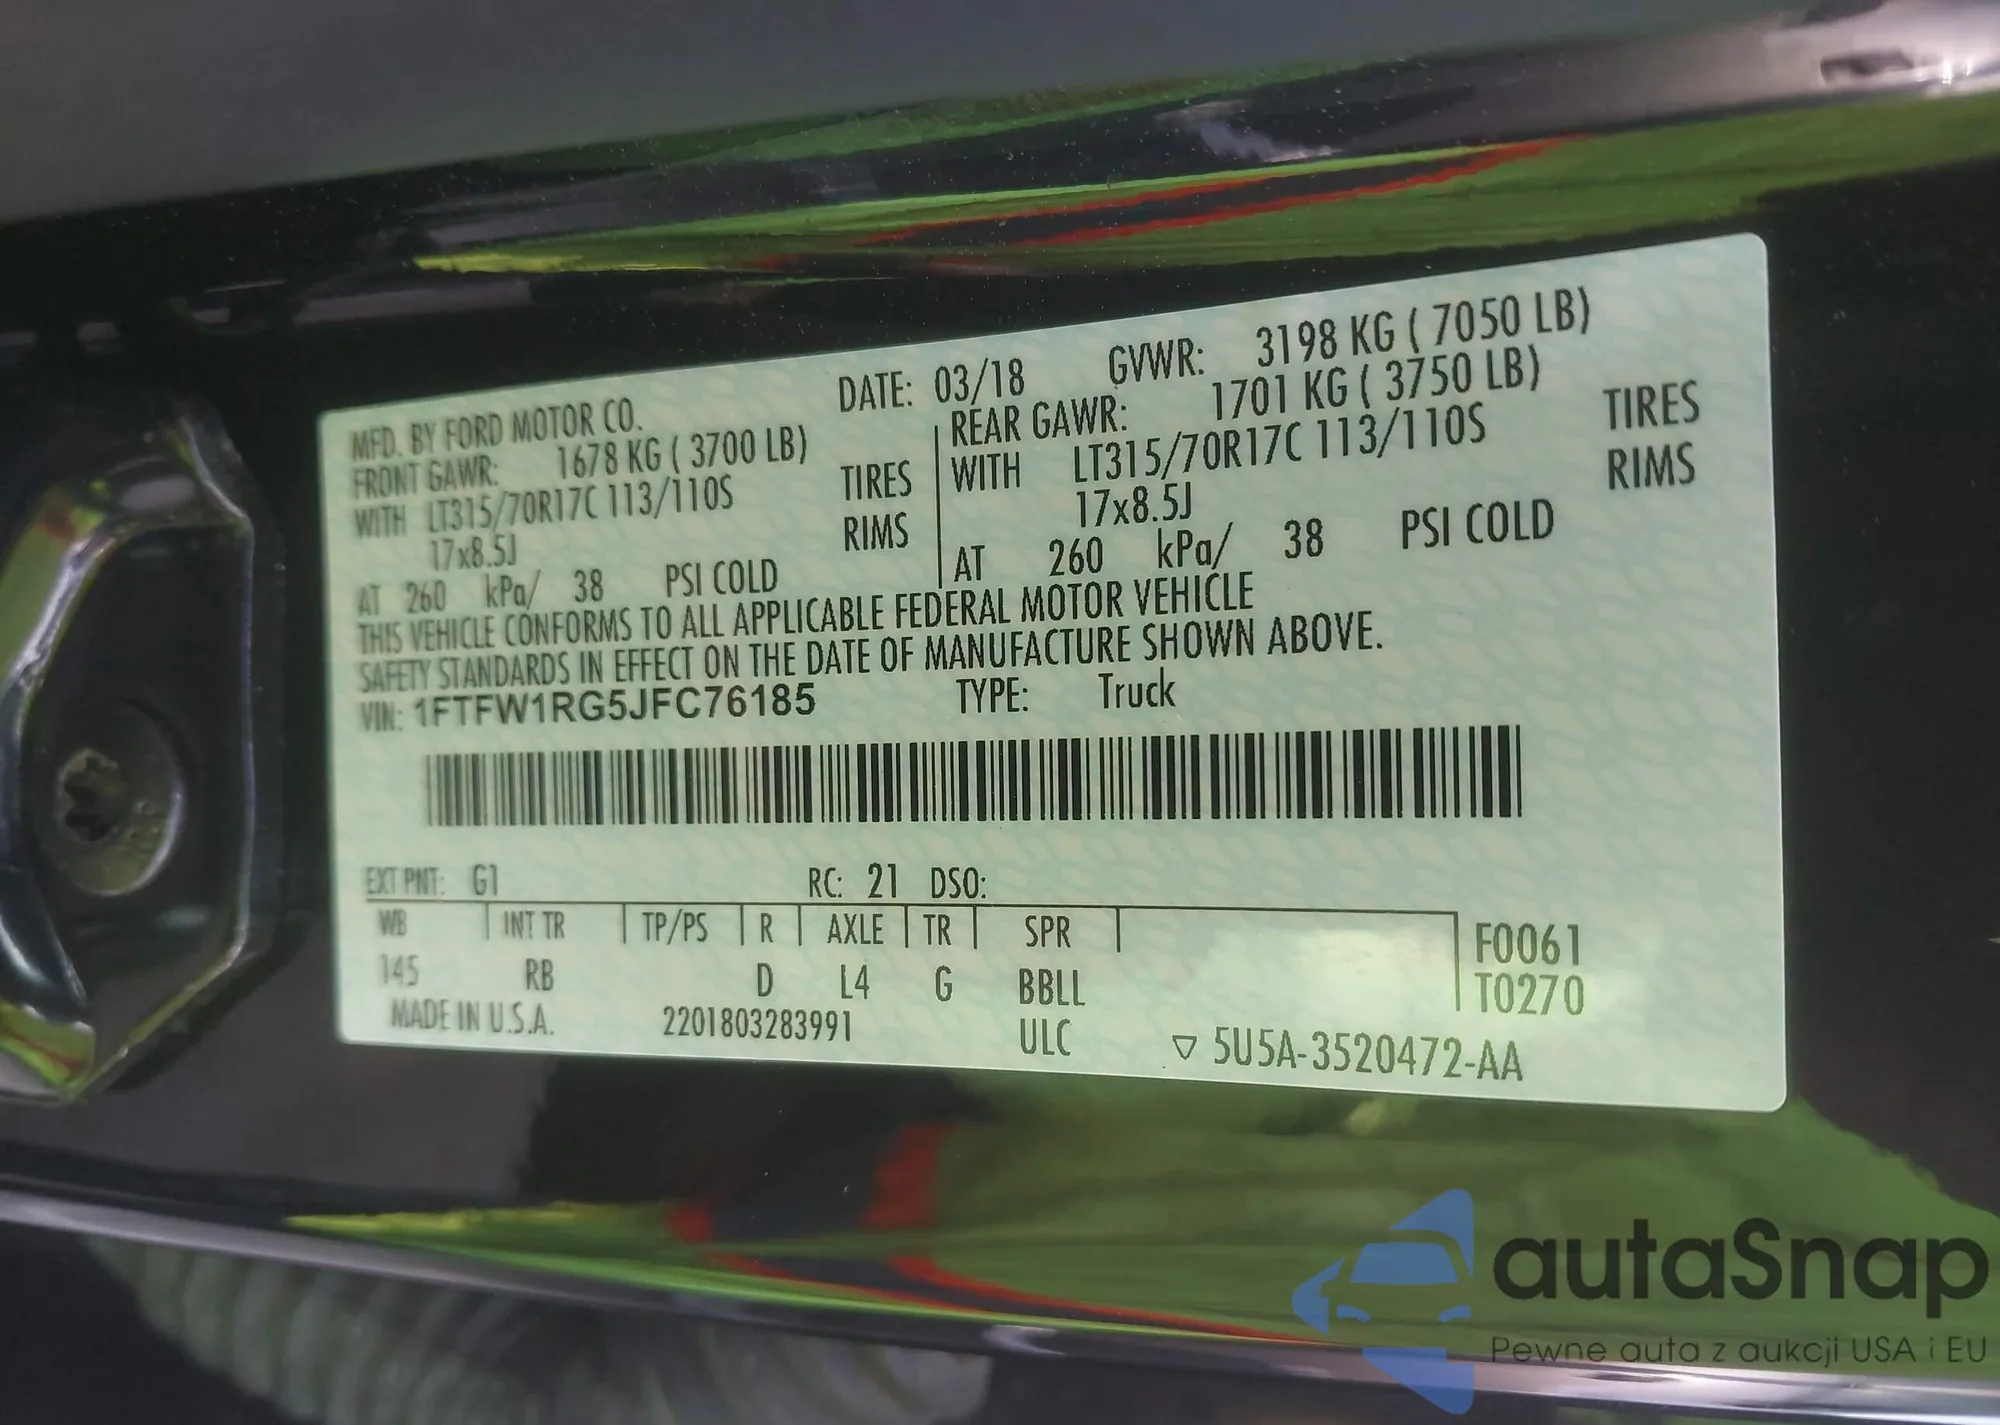 MFD. BY FORD MOTOR CO. DATE: 03/18 GVWR: 3198 KG ( 7050 LB)
FRONT GAWR: 1678 KG ( 3700 LB) REAR GAWR: 1701 KG ( 3750 LB)
WITH LT315/70R17C 113/110S TIRES WITH LT315/70R17C 113/110S TIRES
17x8.5J RIMS 17x8.5J RIMS
AT 260 kPa/ 38 PSI COLD AT 260 kPa/ 38 PSI COLD
THIS VEHICLE CONFORMS TO ALL APPLICABLE FEDERAL MOTOR VEHICLE
SAFETY STANDARDS IN EFFECT ON THE DATE OF MANUFACTURE SHOWN ABOVE.
VIN: 1FTFW1RG5JFC76185 TYPE: Truck
EXT PNT: G1 RC: 21 DSO:
WB INT TR TP/PS R AXLE TR SPR F0061
145 RB D L4 G BBLL T0270
MADE IN U.S.A. 2201803283991 ULC ▽ 5U5A-3520472-AA
autaSnap
Pewne auta z aukcji USA i EU